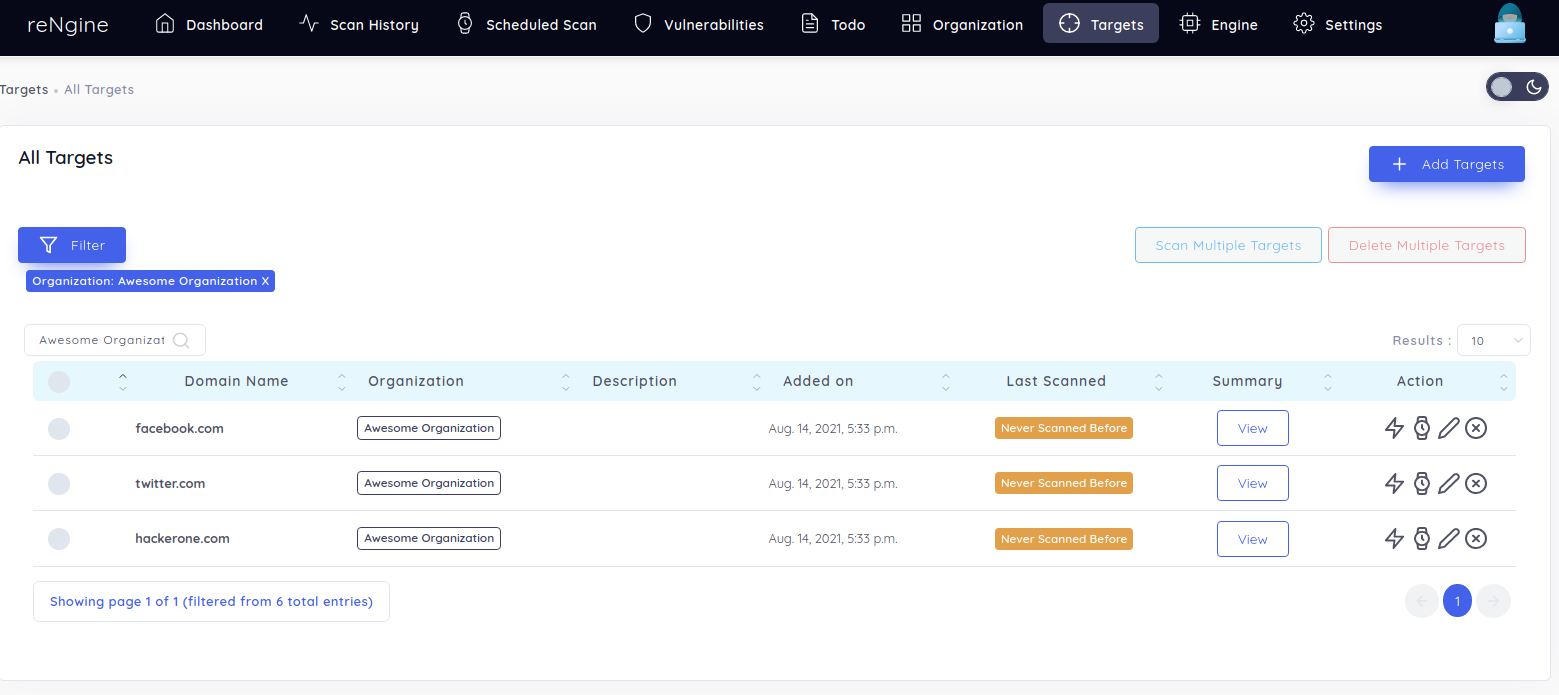 reNgine Dashboard Scan History Scheduled Scan Vulnerabilities Todo Organization Targets Engine Settings
Targets All Targets
All Targets
Add Targets
Filter Scan Multiple Targets Delete Multiple Targets
Organization: Awesome Organization X
Awesome Organizat Results : 10
Domain Name Organization Description Added on Last Scanned Summary Action
facebook.com Awesome Organization Aug. 14, 2021, 5:33 p.m. Never Scanned Before View
twitter.com Awesome Organization Aug. 14, 2021, 5:33 p.m. Never Scanned Before View
hackerone.com Awesome Organization Aug. 14, 2021, 5:33 p.m. Never Scanned Before View
Showing page 1 of 1 (filtered from 6 total entries) 1